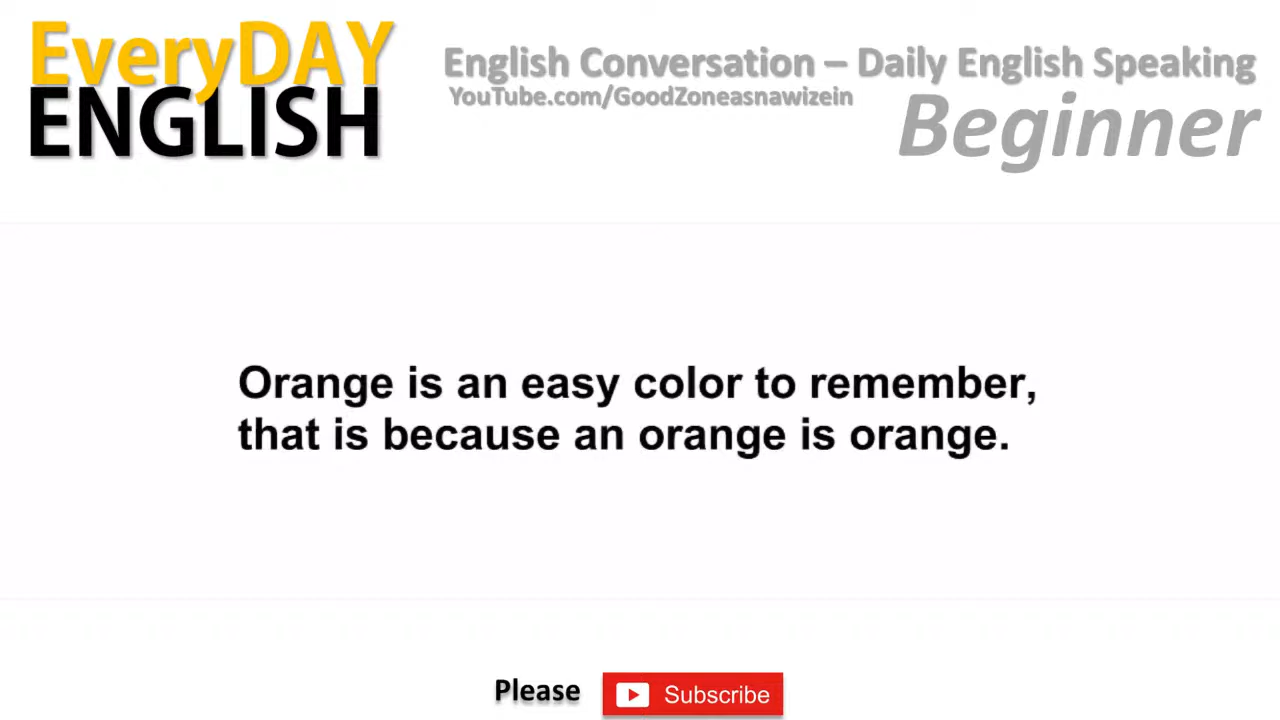 EveryDAY
ENGLISH
English Conversation – Daily English Speaking
YouTube.com/GoodZoneasnawizein
Beginner
Orange is an easy color to remember,
that is because an orange is orange.
Please
Subscribe